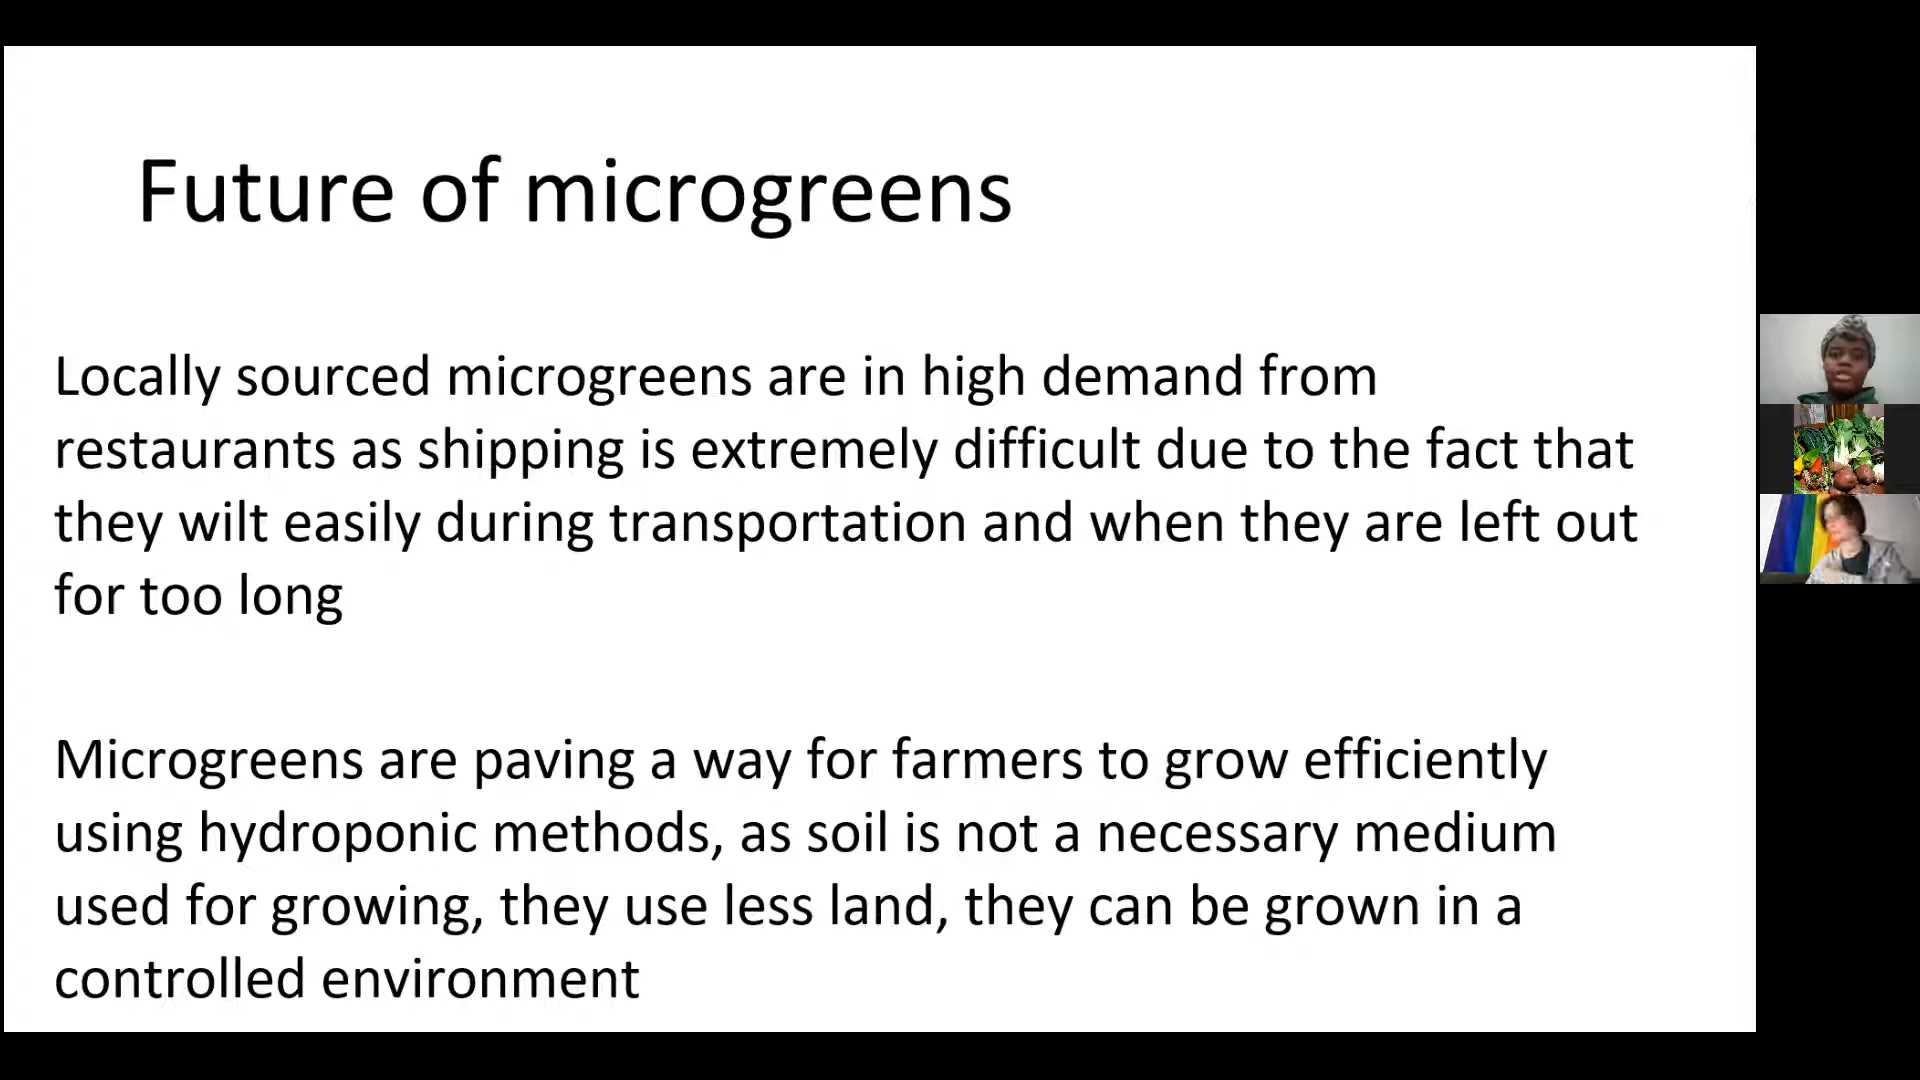 Future of microgreens
Locally sourced microgreens are in high demand from
restaurants as shipping is extremely difficult due to the fact that
they wilt easily during transportation and when they are left out
for too long
Microgreens are paving a way for farmers to grow efficiently
using hydroponic methods, as soil is not a necessary medium
used for growing, they use less land, they can be grown in a
controlled environment